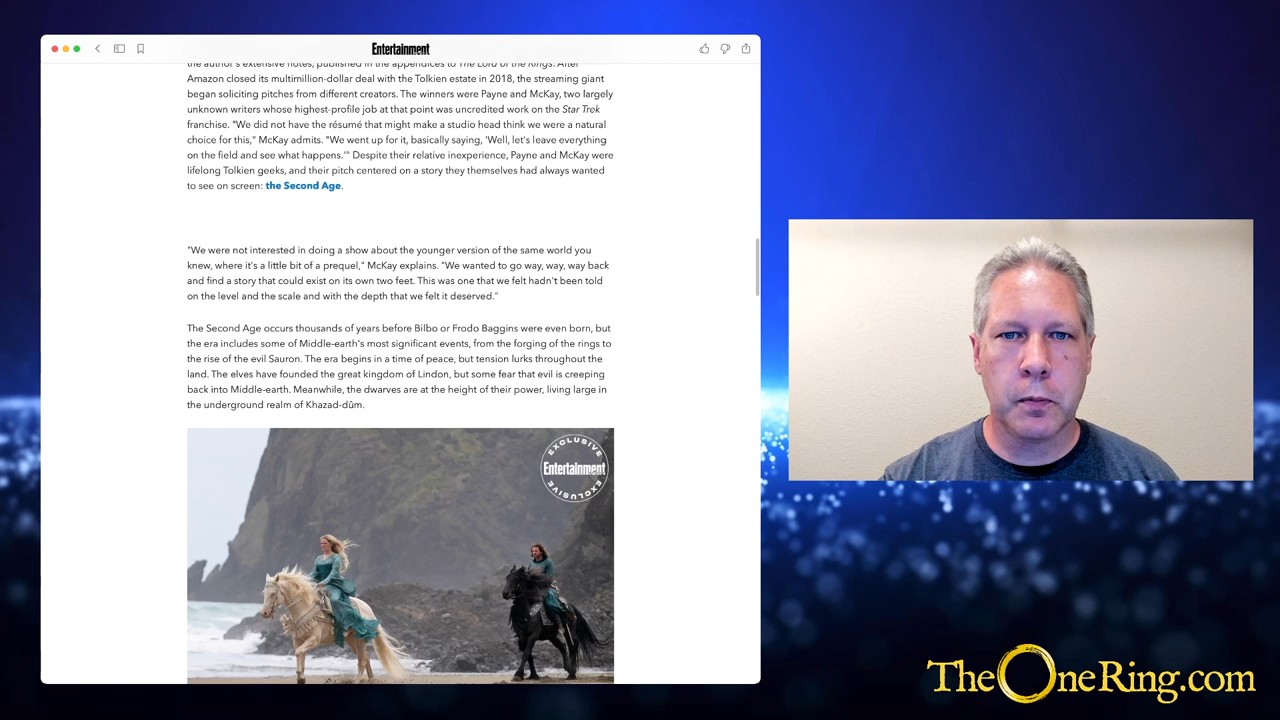 Entertainment
the author's extensive notes, published in the appendices to The Lord of the Rings. After
Amazon closed its multimillion-dollar deal with the Tolkien estate in 2018, the streaming giant
began soliciting pitches from different creators. The winners were Payne and McKay, two largely
unknown writers whose highest-profile job at that point was uncredited work on the Star Trek
franchise. "We did not have the résumé that might make a studio head think we were a natural
choice for this," McKay admits. "We went up for it, basically saying, 'Well, let's leave everything
on the field and see what happens.'" Despite their relative inexperience, Payne and McKay were
lifelong Tolkien geeks, and their pitch centered on a story they themselves had always wanted
to see on screen: the Second Age.
"We were not interested in doing a show about the younger version of the same world you
knew, where it's a little bit of a prequel," McKay explains. "We wanted to go way, way, way back
and find a story that could exist on its own two feet. This was one that we felt hadn't been told
on the level and the scale and with the depth that we felt it deserved."
The Second Age occurs thousands of years before Bilbo or Frodo Baggins were even born, but
the era includes some of Middle-earth's most significant events, from the forging of the rings to
the rise of the evil Sauron. The era begins in a time of peace, but tension lurks throughout the
land. The elves have founded the great kingdom of Lindon, but some fear that evil is creeping
back into Middle-earth. Meanwhile, the dwarves are at the height of their power, living large in
the underground realm of Khazad-dûm.
EXCLUSIVE
Entertainment
EXCLUSIVE
TheOneRing.com